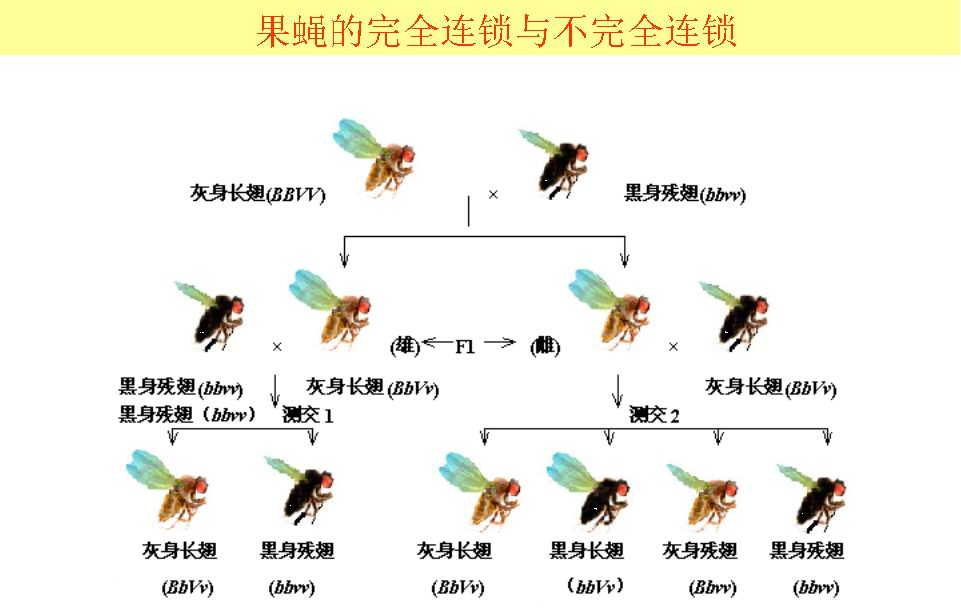 果蝇的完全连锁与不完全连锁
灰身长翅(BBVV) × 黑身残翅(bbvv)
× (雄) F1 (雌) ×
黑身残翅(bbvv) 灰身长翅(BbVv) 灰身长翅(BbVv)
黑身残翅（bbvv） 测交 1 测交 2
灰身长翅 黑身残翅 灰身长翅 黑身长翅 灰身残翅 黑身残翅
(BbVv) (bbvv) (BbVv) （bbVv） (Bbvv) (bbvv)